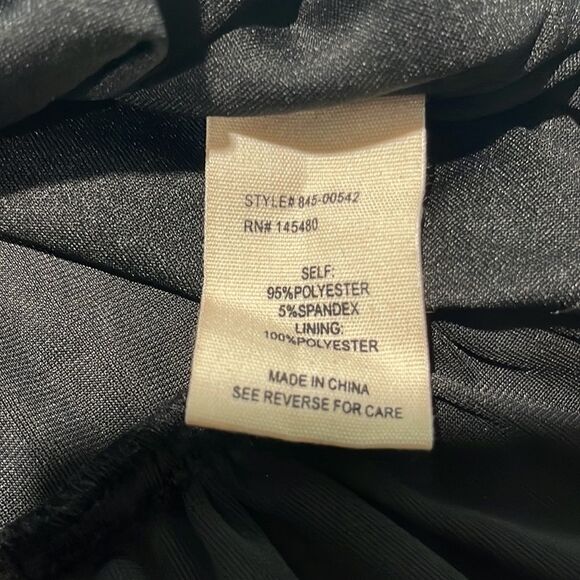 STYLE# 845-00542
RN# 145480
SELF:
95%POLYESTER
5%SPANDEX
LINING:
100%POLYESTER
MADE IN CHINA
SEE REVERSE FOR CARE